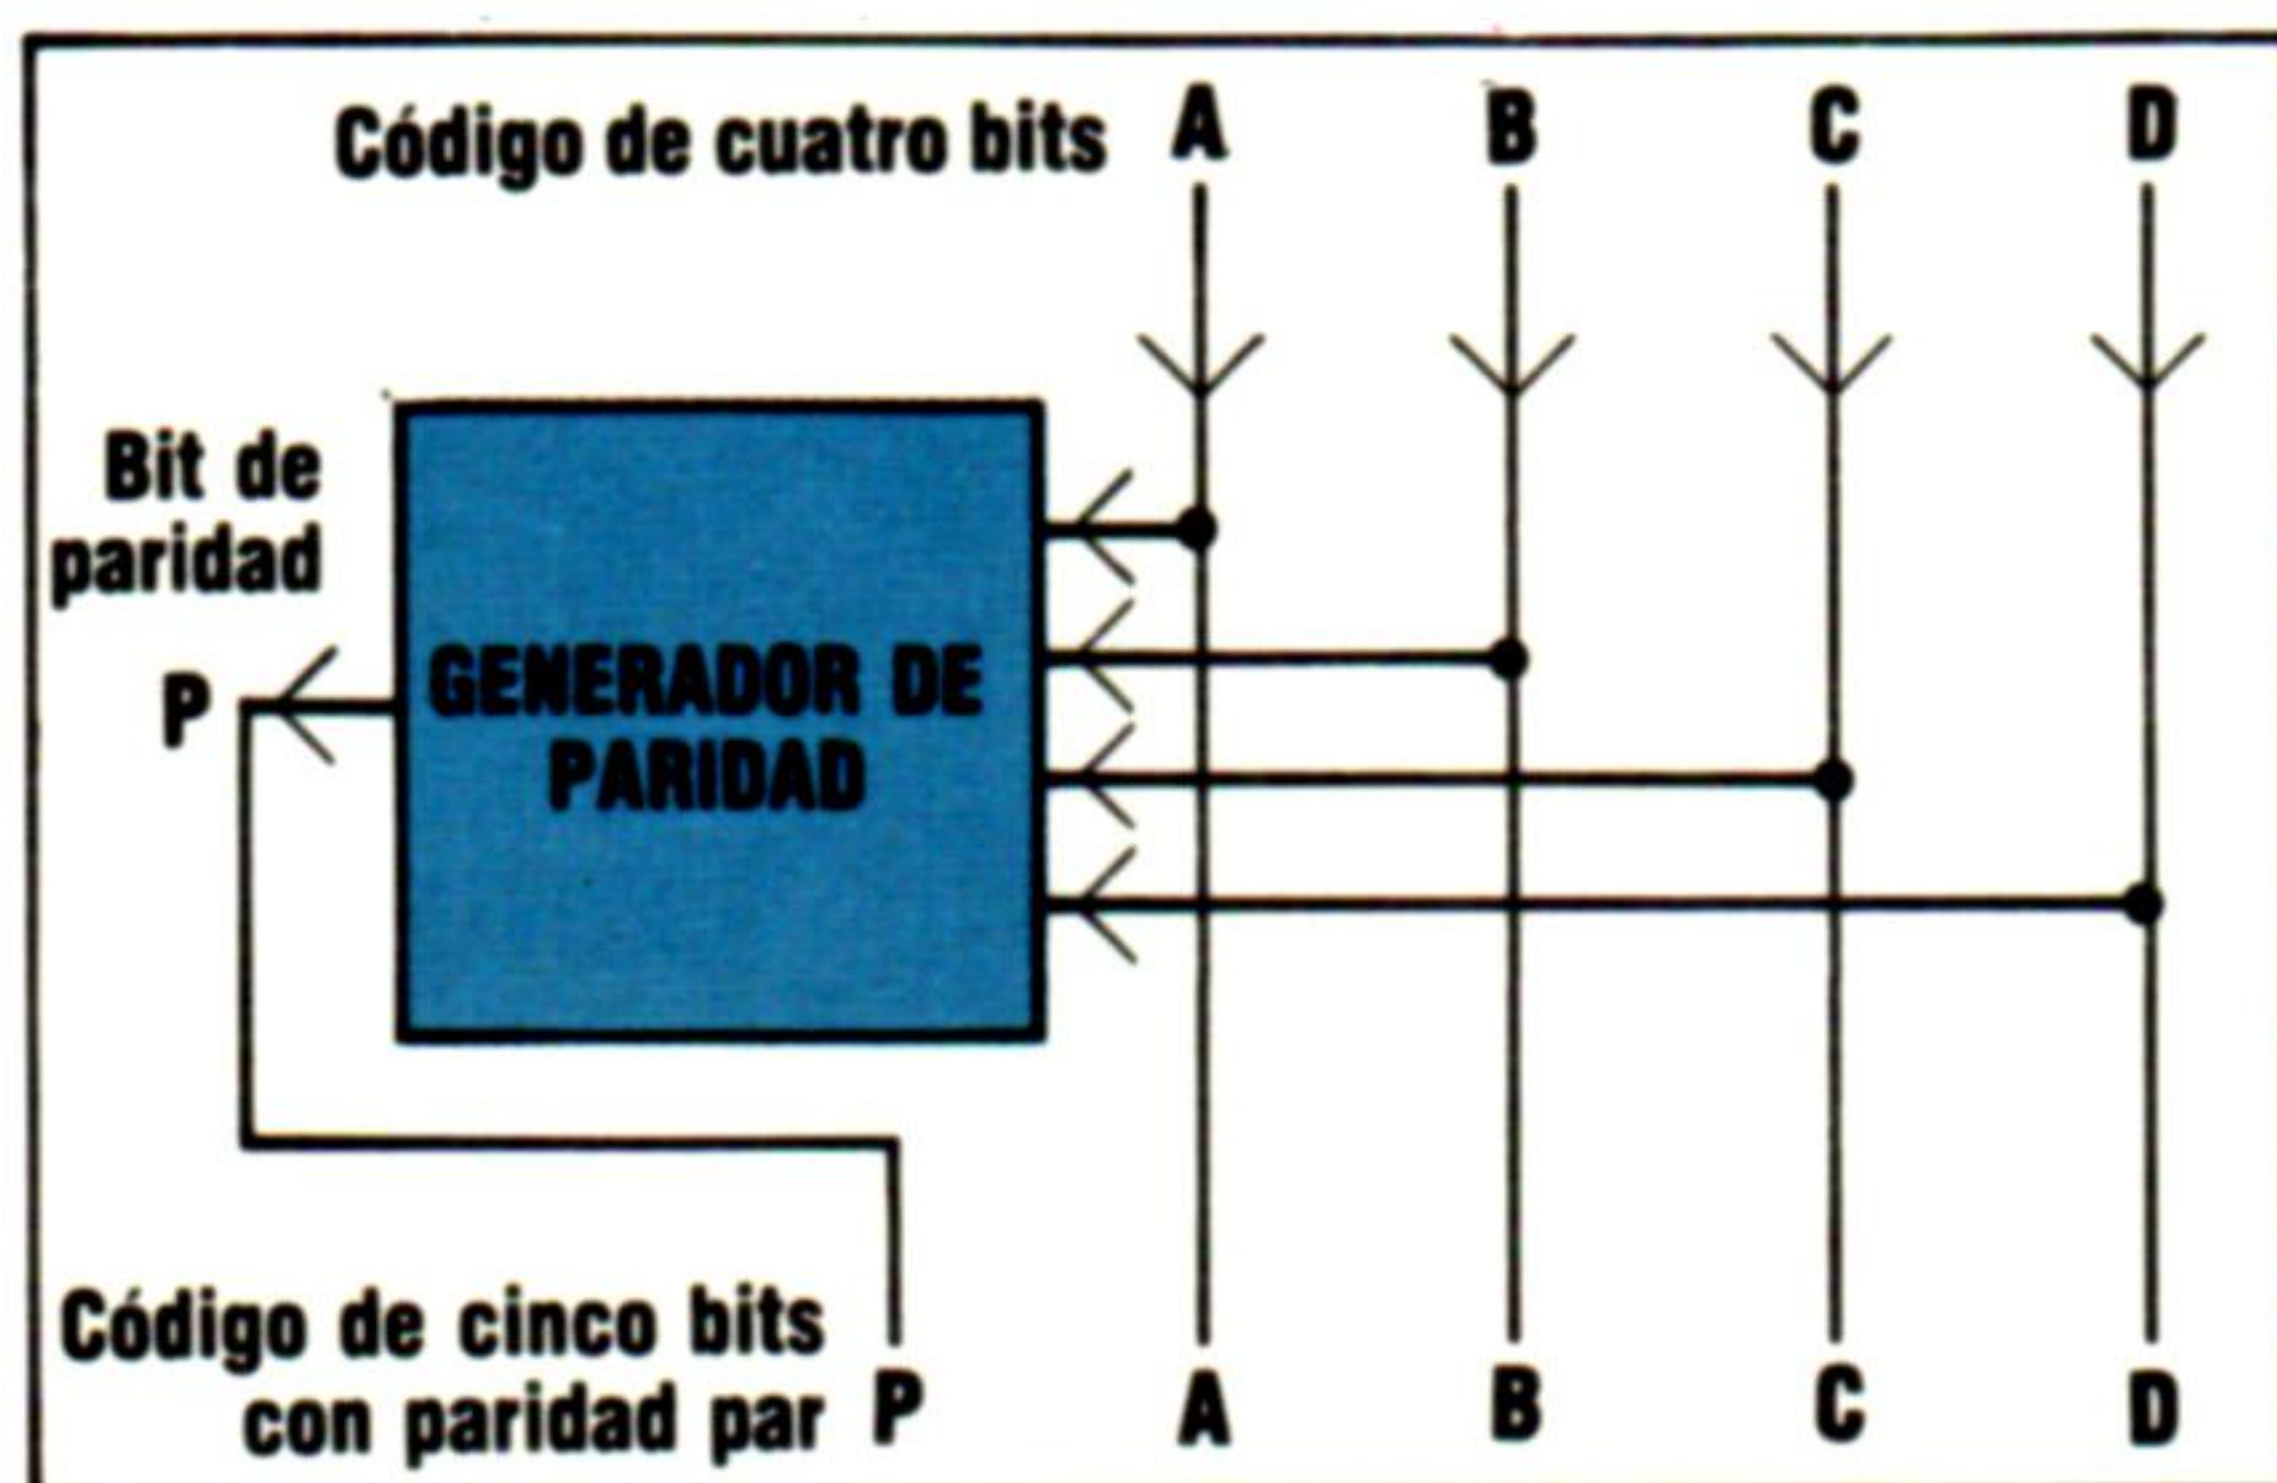 Código de cuatro bits A B C D
Bit de
paridad
P
GENERADOR DE
PARIDAD
Código de cinco bits
con paridad par P A B C D